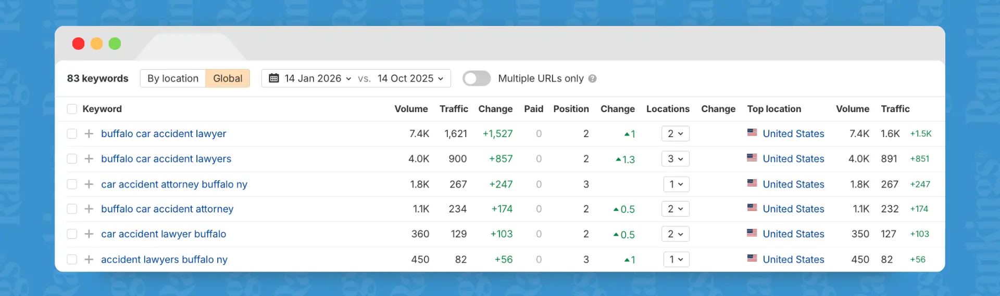 83 keywords By location Global 14 Jan 2026 vs. 14 Oct 2025 Multiple URLs only ?
Keyword Volume Traffic Change Paid Position Change Locations Change Top location Volume Traffic
buffalo car accident lawyer 7.4K 1,621 +1,527 0 2 1 2 United States 7.4K 1.6K +1.5K
buffalo car accident lawyers 4.0K 900 +857 0 2 1.3 3 United States 4.0K 891 +851
car accident attorney buffalo ny 1.8K 267 +247 0 3 1 United States 1.8K 267 +247
buffalo car accident attorney 1.1K 234 +174 0 2 0.5 2 United States 1.1K 232 +174
car accident lawyer buffalo 360 129 +103 0 2 0.5 2 United States 350 127 +103
accident lawyers buffalo ny 450 82 +56 0 3 1 1 United States 450 82 +56
Rankings®